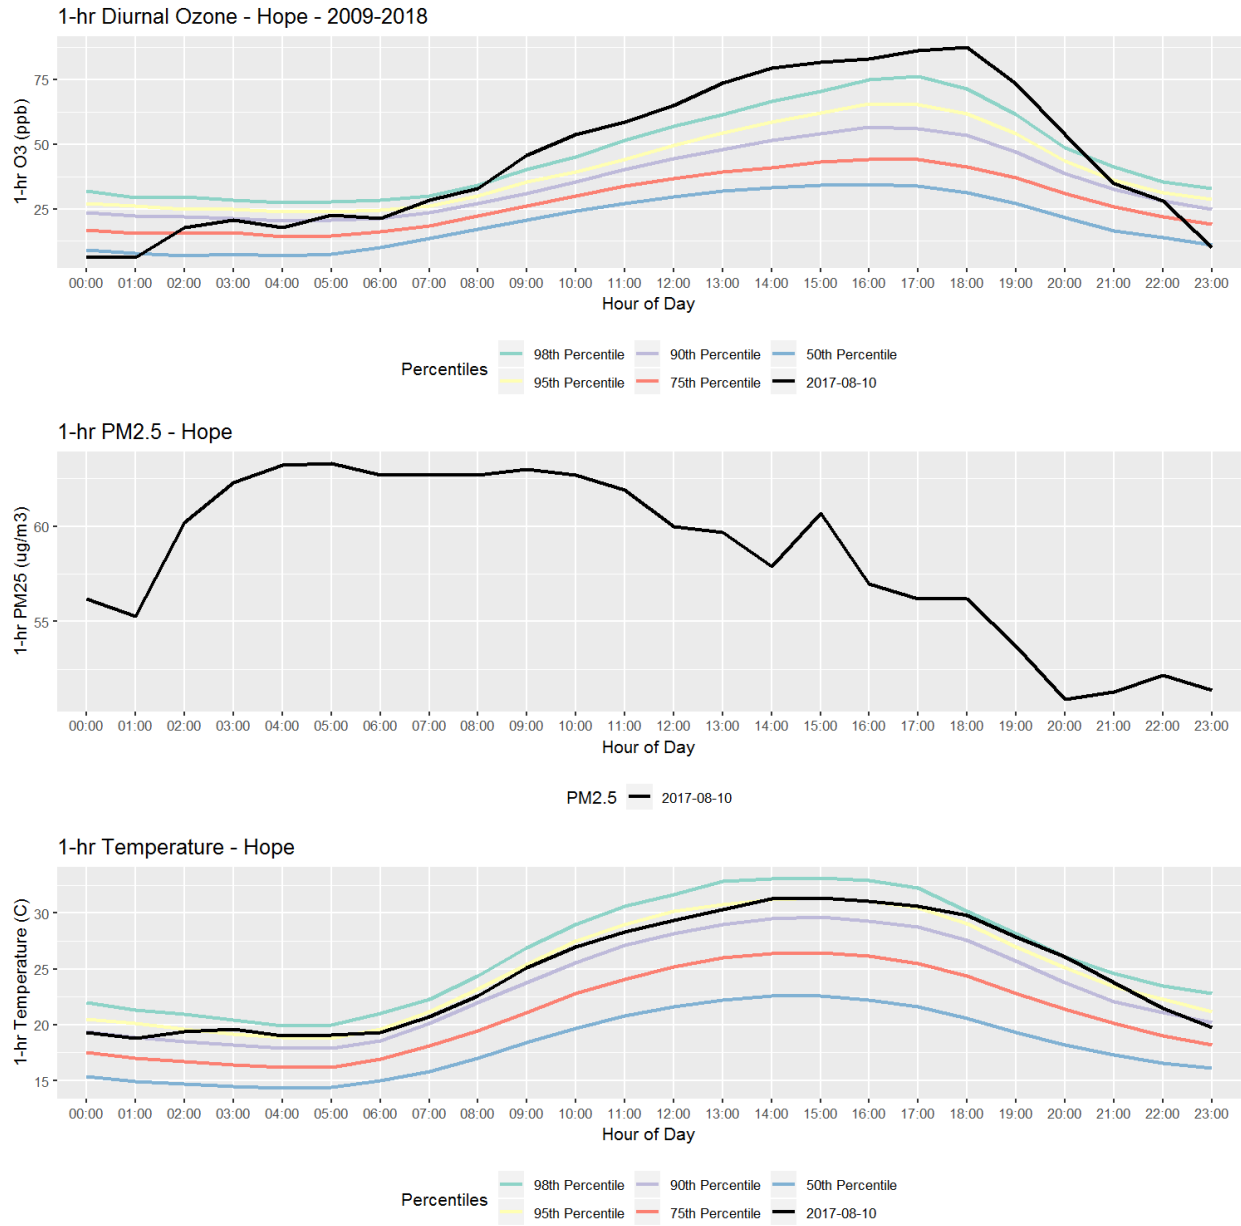 1-hr Diurnal Ozone - Hope - 2009-2018
1-hr O3 (ppb)
75
50
25
00:00 01:00 02:00 03:00 04:00 05:00 06:00 07:00 08:00 09:00 10:00 11:00 12:00 13:00 14:00 15:00 16:00 17:00 18:00 19:00 20:00 21:00 22:00 23:00
Hour of Day
Percentiles
98th Percentile 90th Percentile 50th Percentile
95th Percentile 75th Percentile 2017-08-10
1-hr PM2.5 - Hope
1-hr PM25 (ug/m3)
60
55
00:00 01:00 02:00 03:00 04:00 05:00 06:00 07:00 08:00 09:00 10:00 11:00 12:00 13:00 14:00 15:00 16:00 17:00 18:00 19:00 20:00 21:00 22:00 23:00
Hour of Day
PM2.5 2017-08-10
1-hr Temperature - Hope
1-hr Temperature (C)
30
25
20
15
00:00 01:00 02:00 03:00 04:00 05:00 06:00 07:00 08:00 09:00 10:00 11:00 12:00 13:00 14:00 15:00 16:00 17:00 18:00 19:00 20:00 21:00 22:00 23:00
Hour of Day
Percentiles
98th Percentile 90th Percentile 50th Percentile
95th Percentile 75th Percentile 2017-08-10